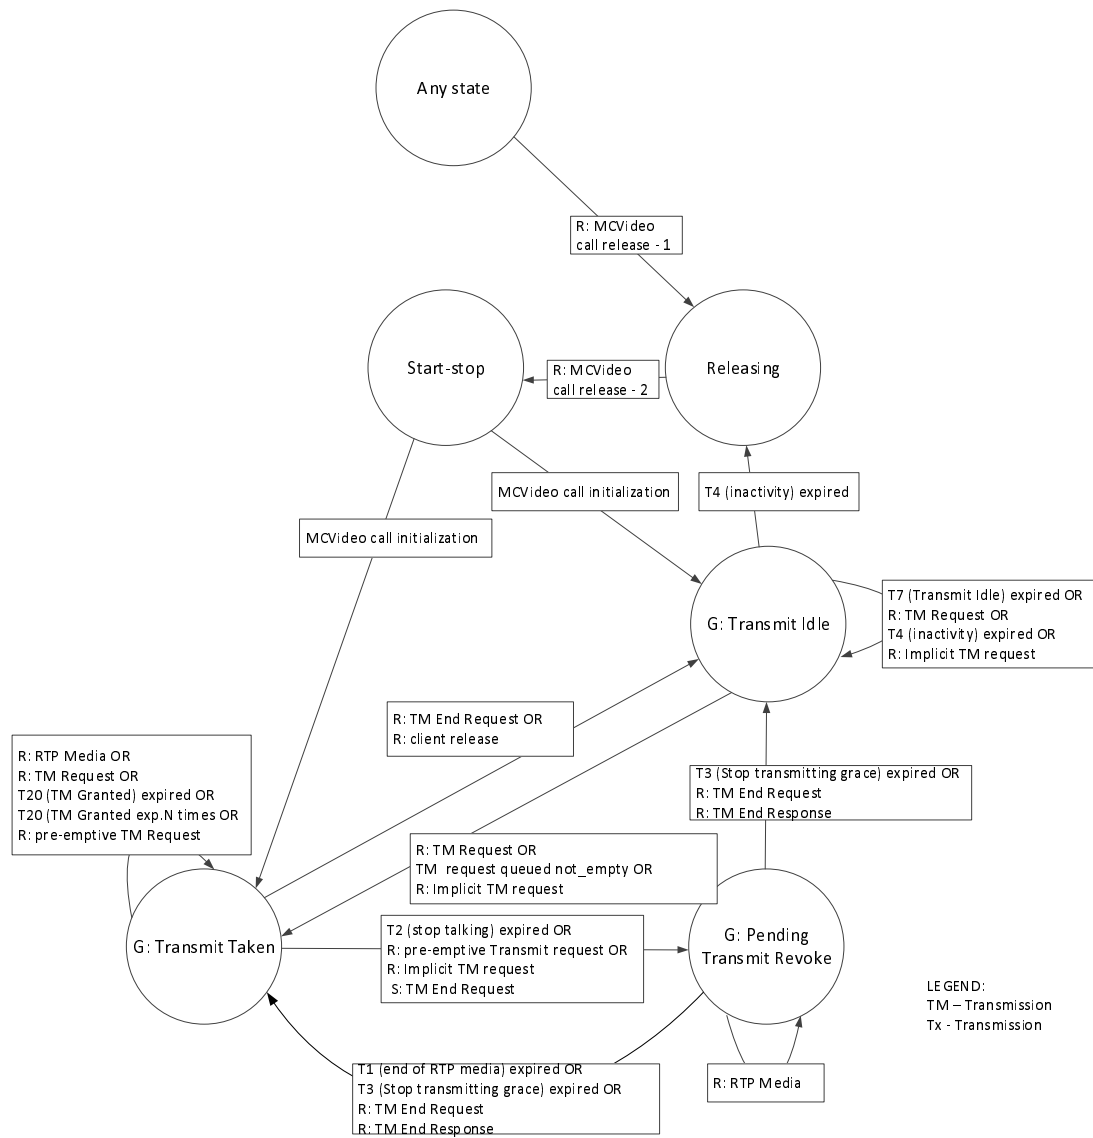 Any state
R: MCVideo
call release - 1
Start-stop
R: MCVideo
call release - 2
Releasing
MCVideo call initialization
T4 (inactivity) expired
MCVideo call initialization
G: Transmit Idle
T7 (Transmit Idle) expired OR
R: TM Request OR
T4 (inactivity) expired OR
R: Implicit TM request
R: TM End Request OR
R: client release
R: RTP Media OR
R: TM Request OR
T20 (TM Granted) expired OR
T20 (TM Granted exp.N times OR
R: pre-emptive TM Request
T3 (Stop transmitting grace) expired OR
R: TM End Request
R: TM End Response
R: TM Request OR
TM request queued not_empty OR
R: Implicit TM request
G: Transmit Taken
T2 (stop talking) expired OR
R: pre-emptive Transmit request OR
R: Implicit TM request
S: TM End Request
G: Pending
Transmit Revoke
LEGEND:
TM – Transmission
Tx - Transmission
T1 (end of RTP media) expired OR
T3 (Stop transmitting grace) expired OR
R: TM End Request
R: TM End Response
R: RTP Media